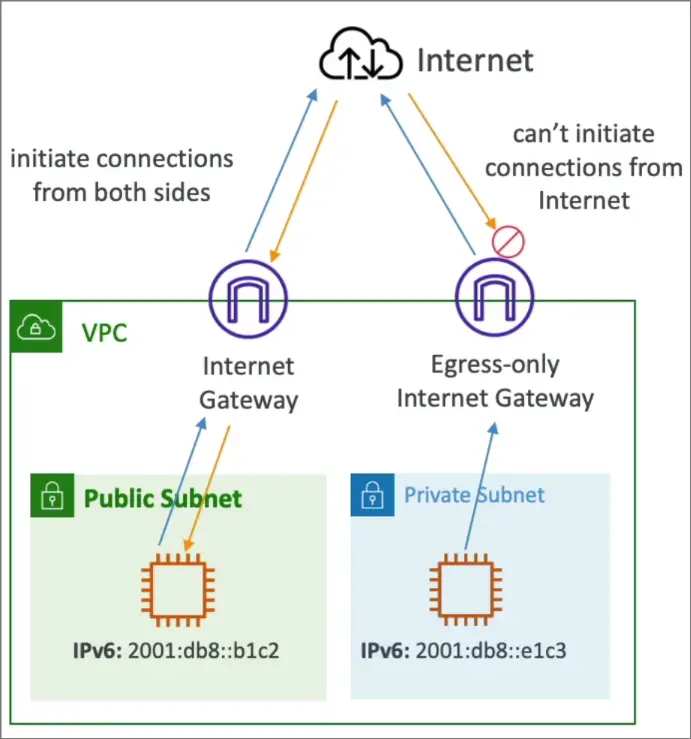 Internet
initiate connections
from both sides
can’t initiate
connections from
Internet
VPC
Internet
Gateway
Egress-only
Internet Gateway
Public Subnet
Private Subnet
IPv6: 2001:db8::b1c2
IPv6: 2001:db8::e1c3